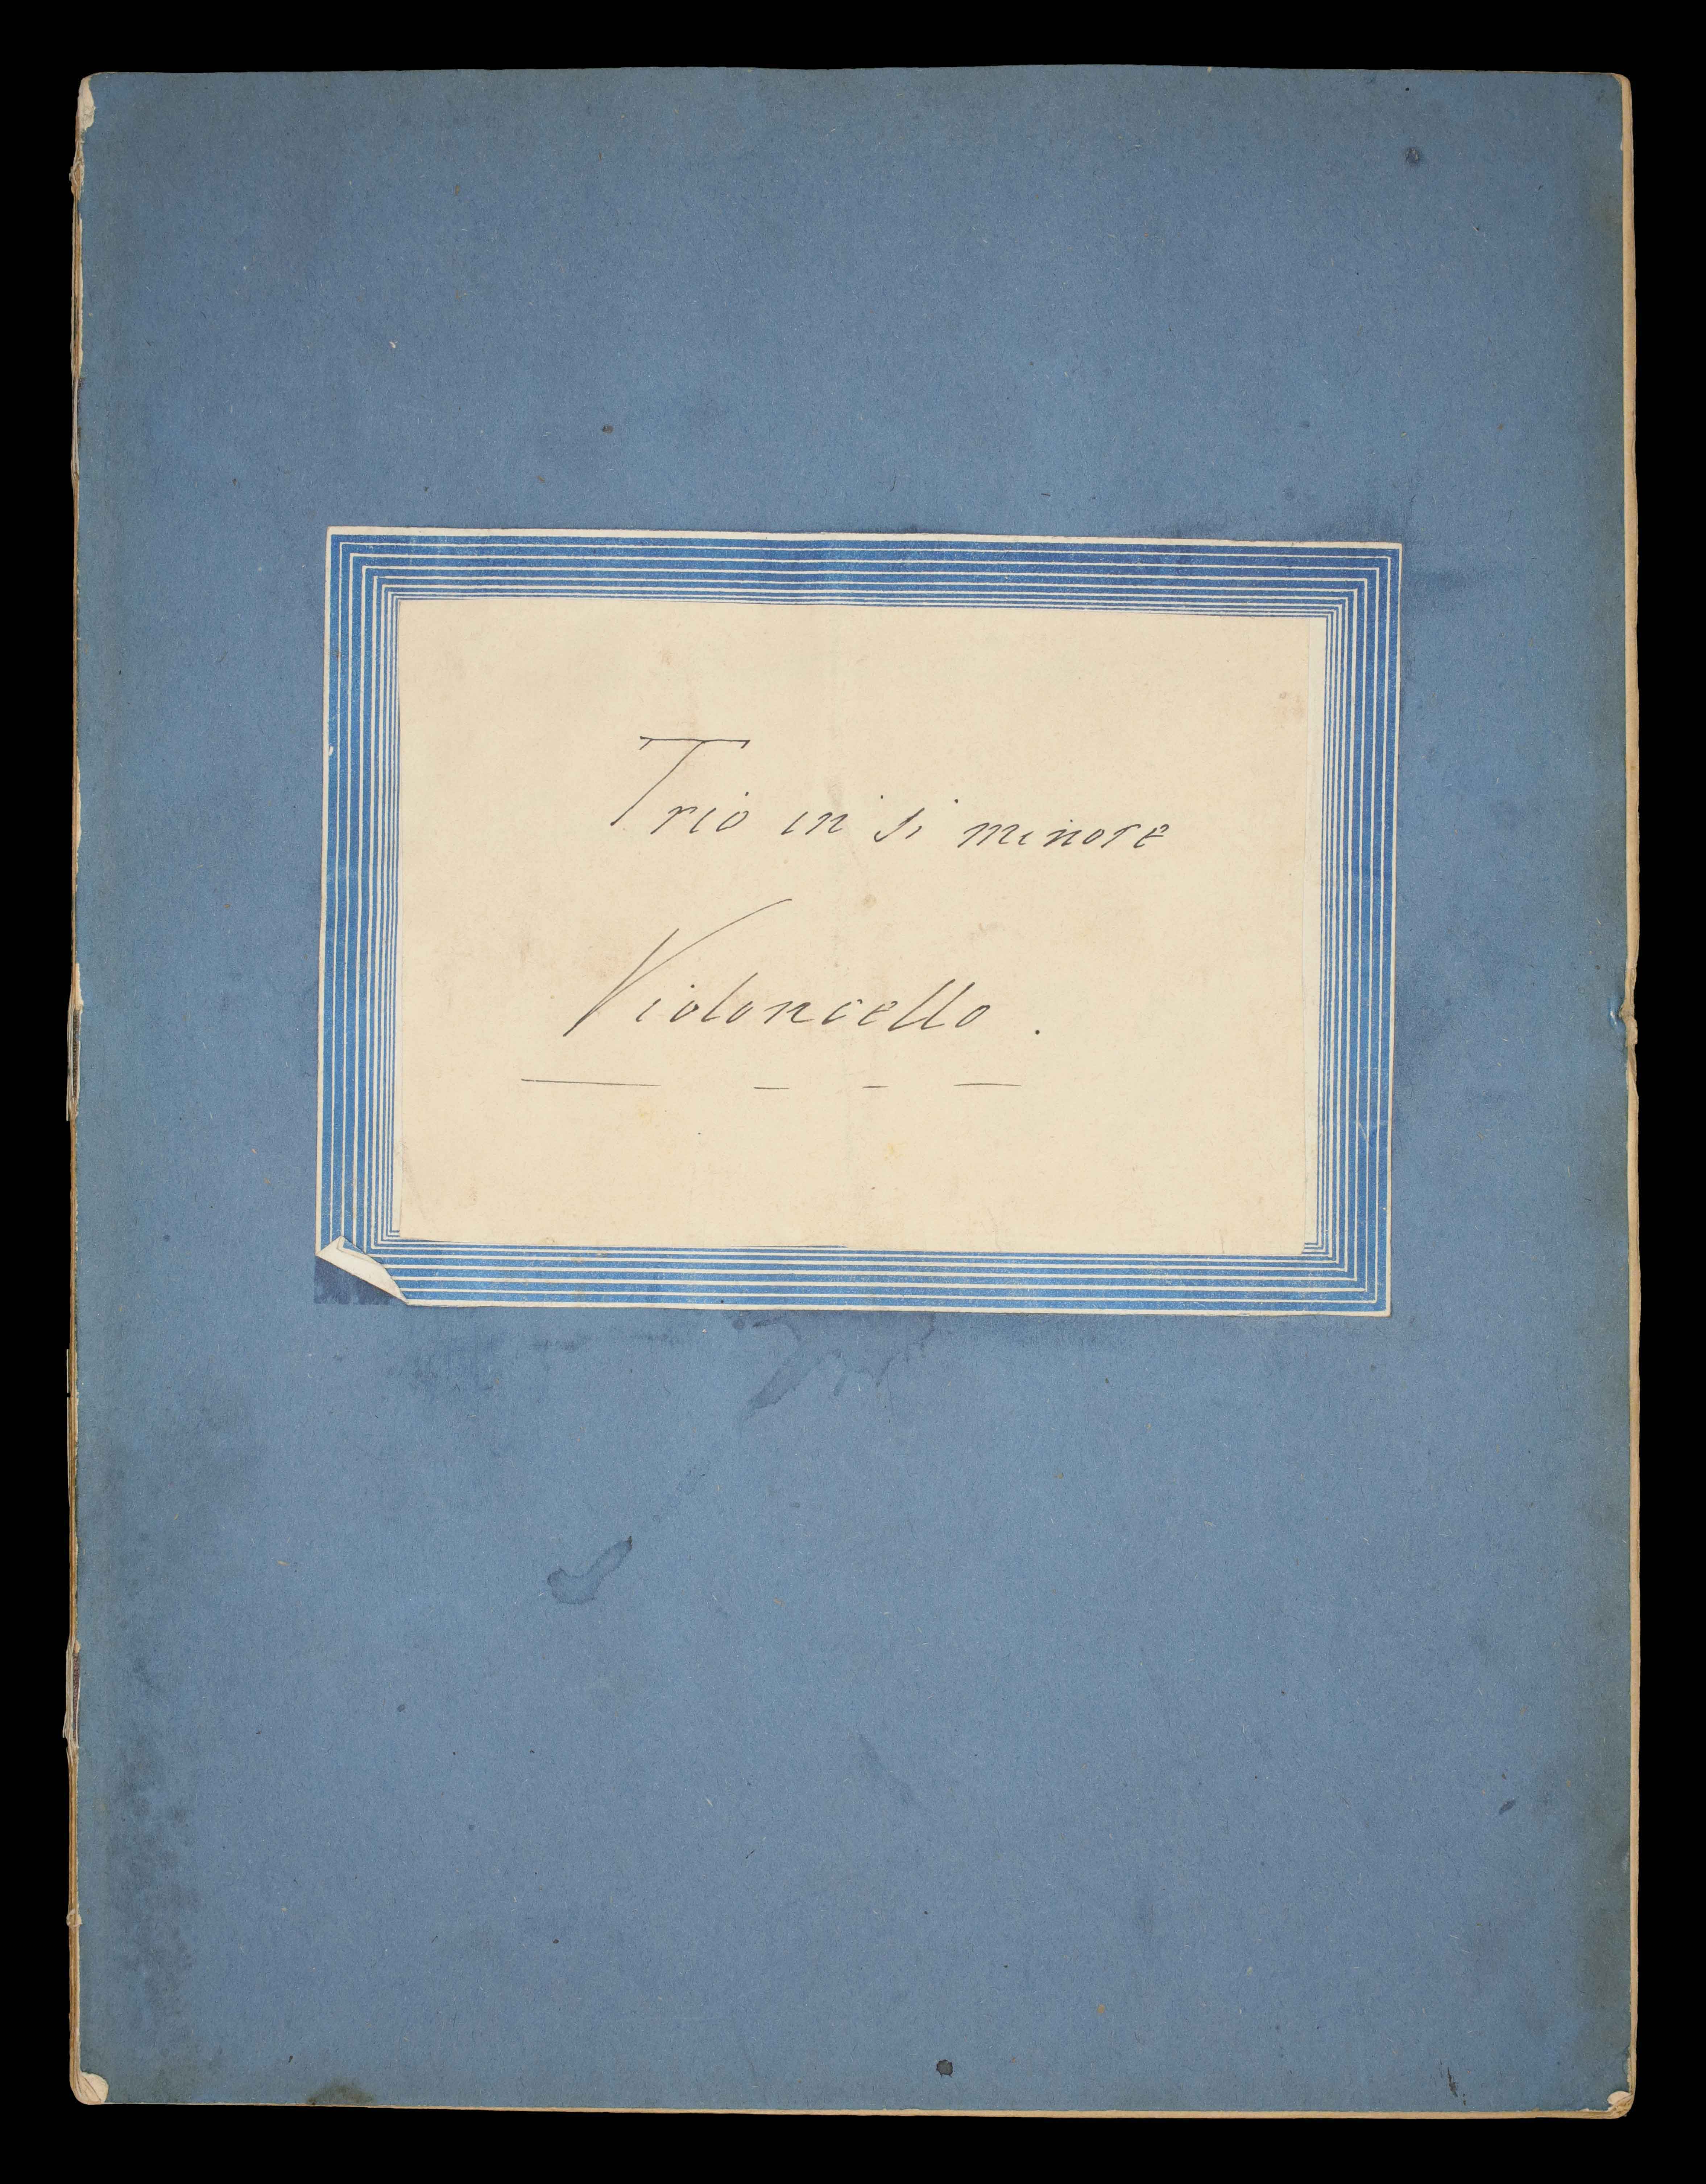 Trio in si minore
Violoncello.